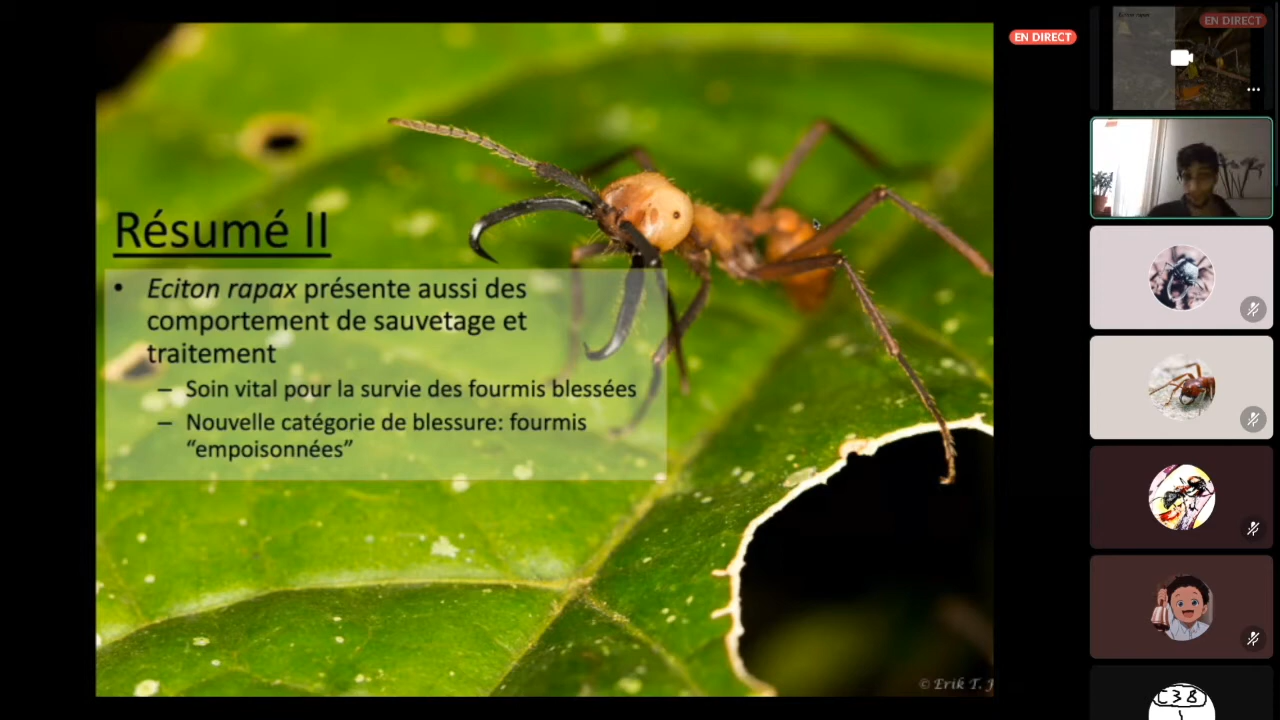 Résumé II
• Eciton rapax présente aussi des
comportement de sauvetage et
traitement
– Soin vital pour la survie des fourmis blessées
– Nouvelle catégorie de blessure: fourmis
“empoisonnées”
© Erik T. J
EN DIRECT
EN DIRECT
C38